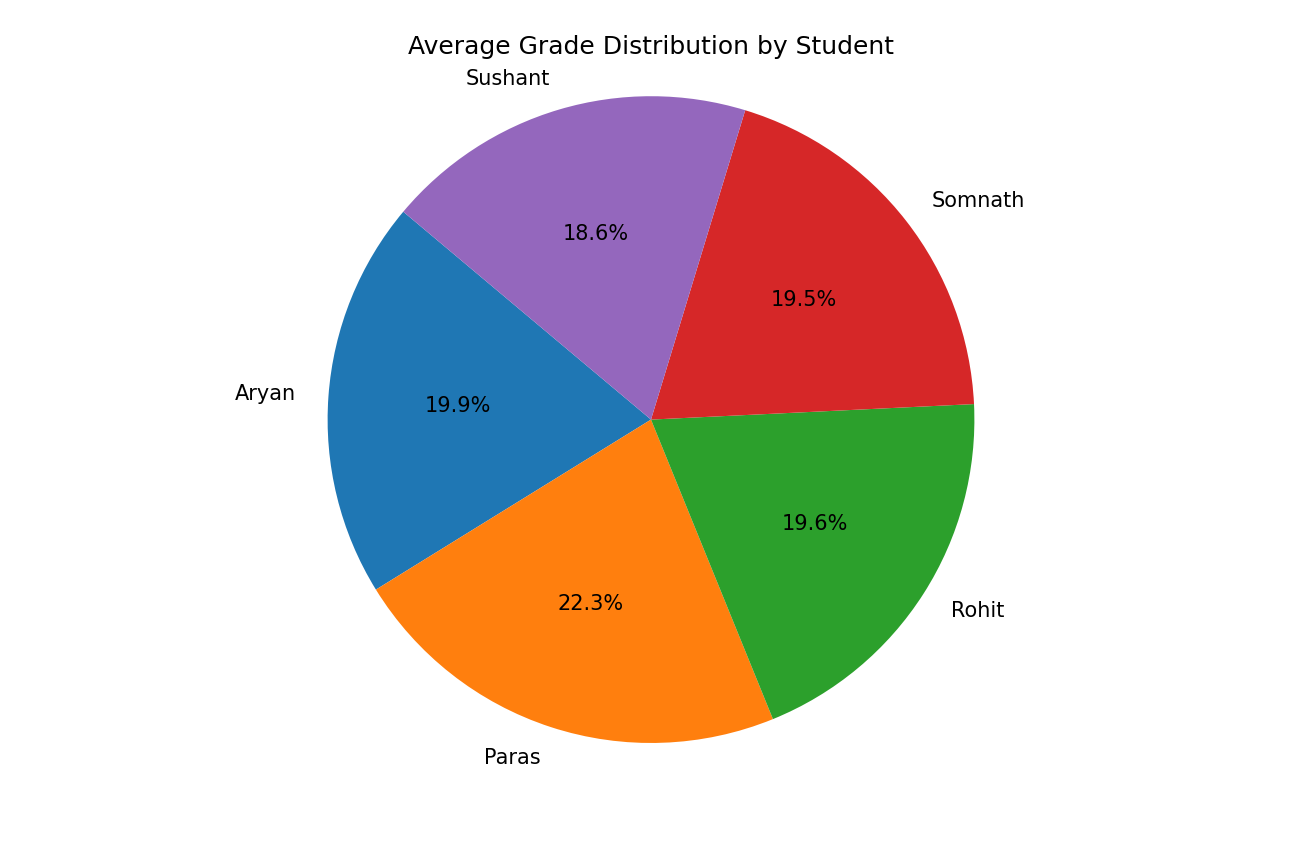 Average Grade Distribution by Student
Sushant
Somnath
18.6%
19.5%
Aryan
19.9%
19.6%
22.3%
Rohit
Paras